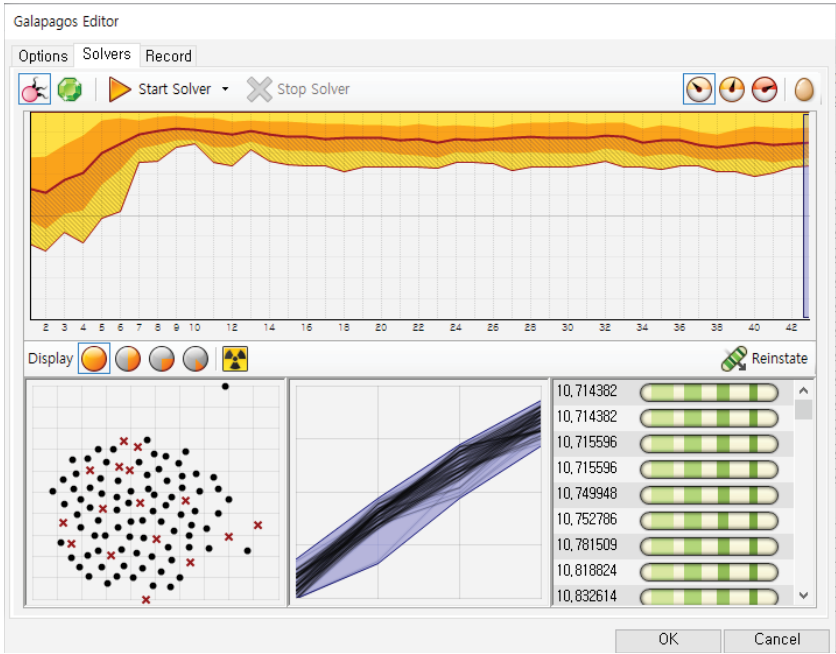 Galapagos Editor
Options Solvers Record
Start Solver Stop Solver
2 3 4 5 6 7 8 9 10 12 14 16 18 20 22 24 26 28 30 32 34 36 38 40 42
Display Reinstate
10,714382
10,714382
10,715596
10,715596
10,749948
10,752786
10,781509
10,818824
10,832614
OK Cancel